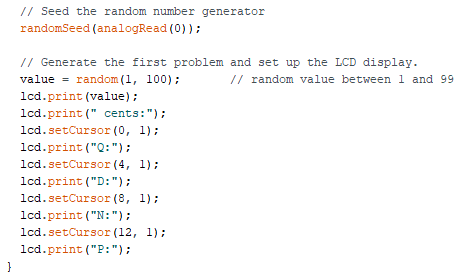 // Seed the random number generator
randomSeed(analogRead(0));
// Generate the first problem and set up the LCD display.
value = random(1, 100);       // random value between 1 and 99
lcd.print(value);
lcd.print(" cents:");
lcd.setCursor(0, 1);
lcd.print("Q:");
lcd.setCursor(4, 1);
lcd.print("D:");
lcd.setCursor(8, 1);
lcd.print("N:");
lcd.setCursor(12, 1);
lcd.print("P:");
}